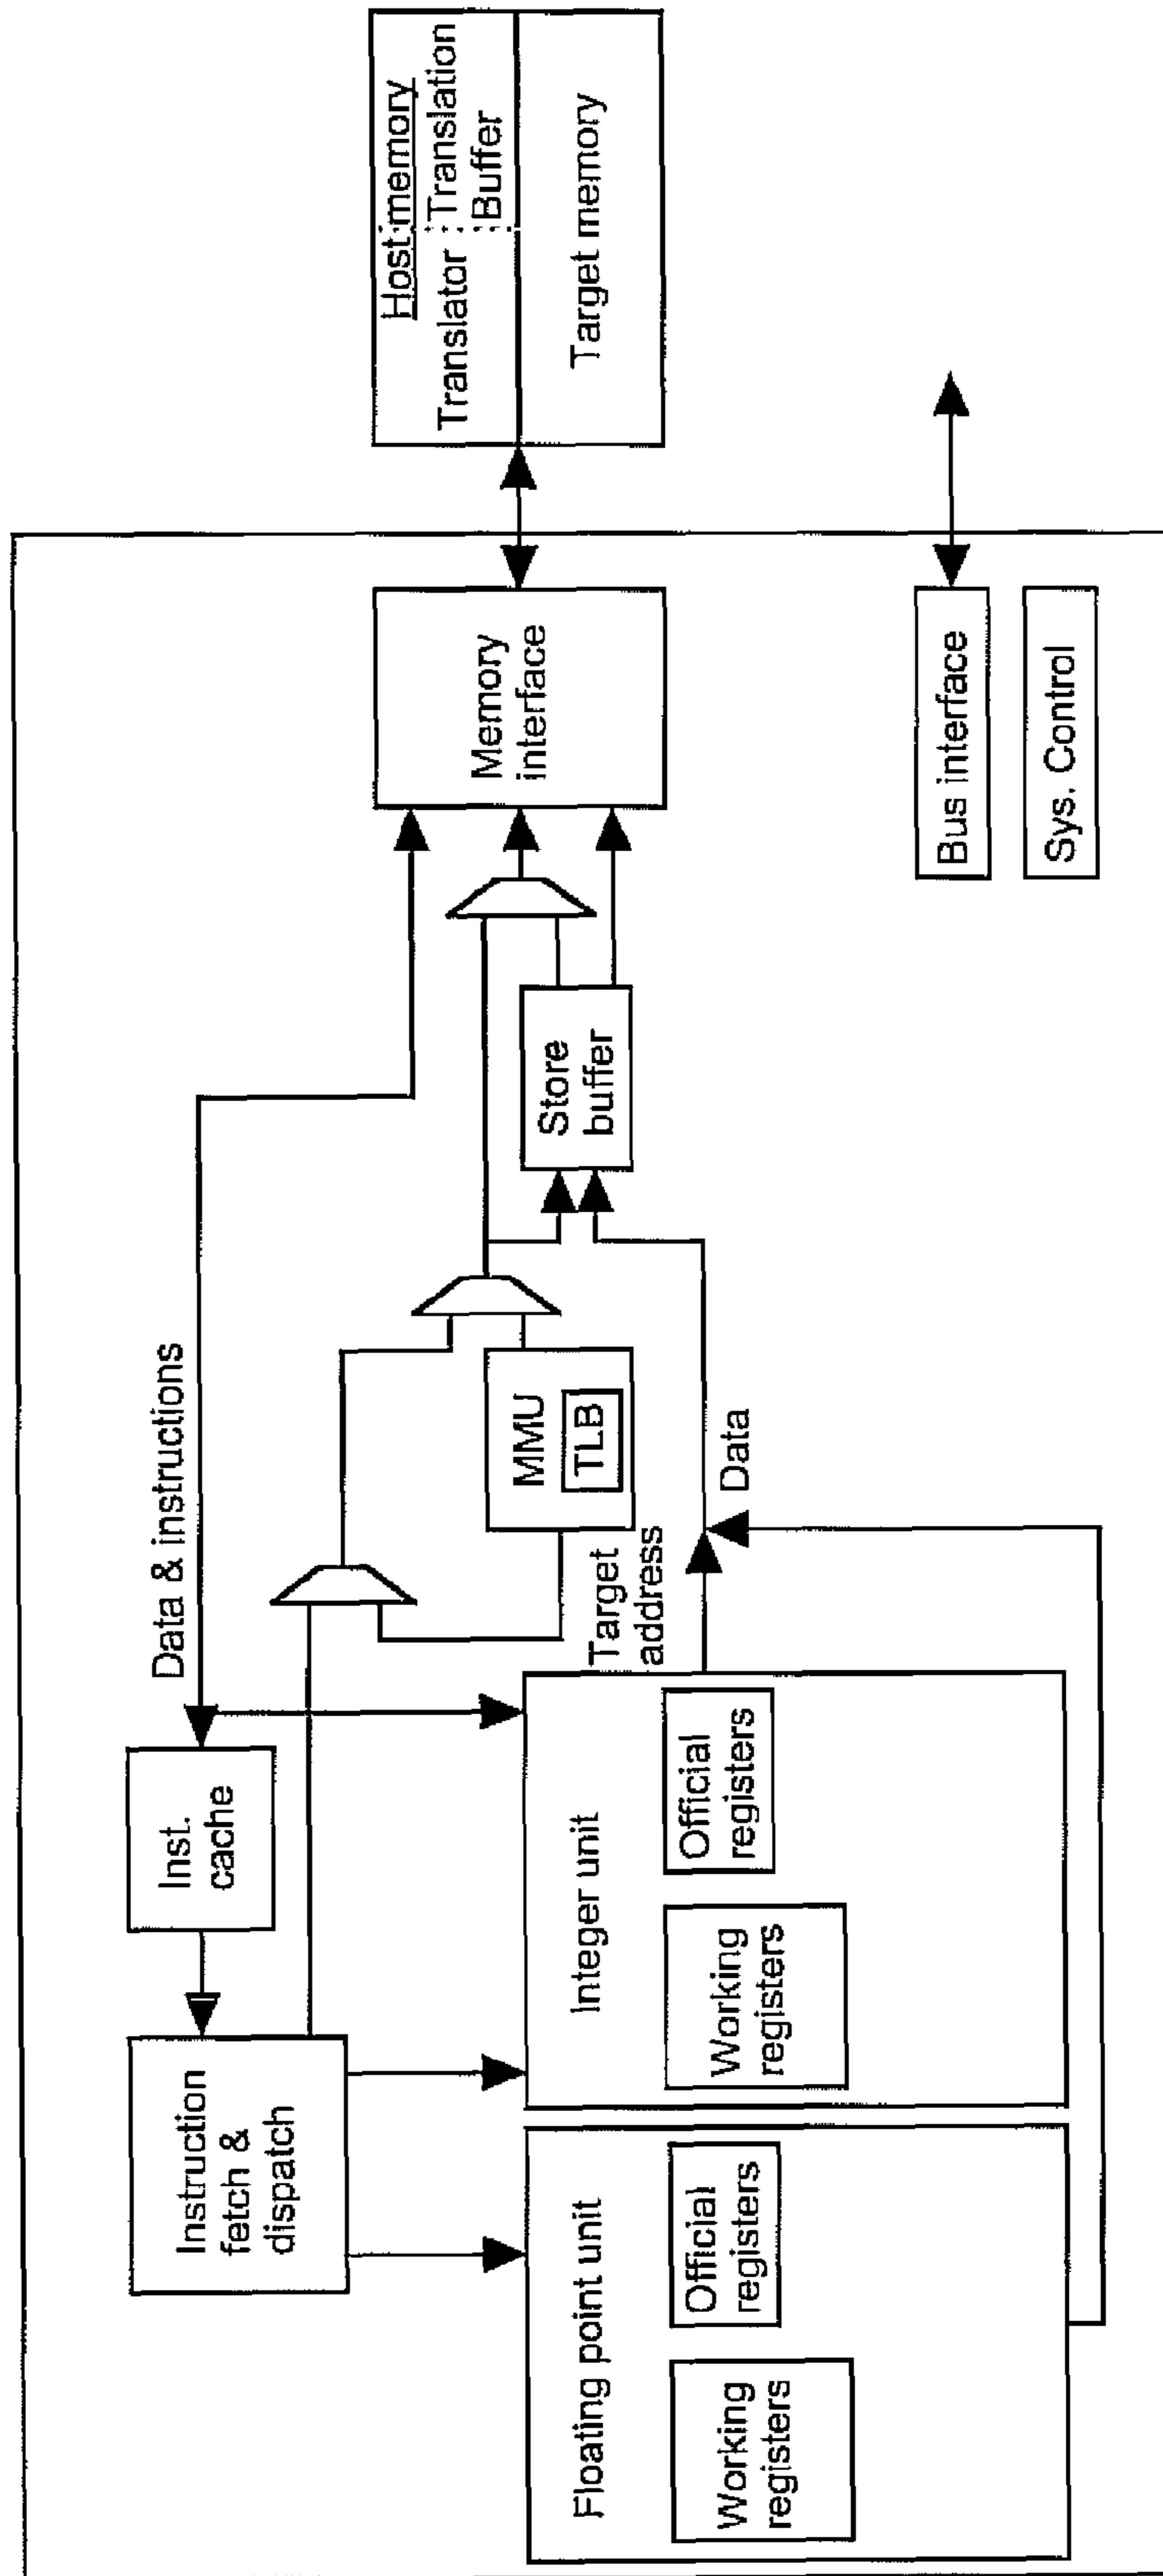 Instruction
fetch &
dispatch
Inst.
cache
Data & instructions
Floating point unit
Working
registers
Official
registers
Integer unit
Working
registers
Official
registers
Target
address
MMU
TLB
Data
Store
buffer
Memory
interface
Host memory
Translator
Translation
Buffer
Target memory
Bus interface
Sys. Control